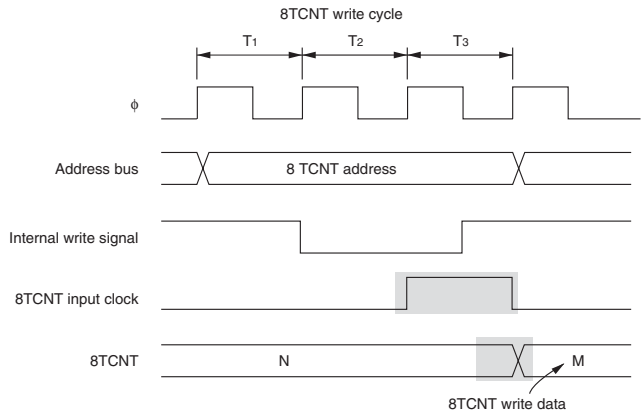 8TCNT write cycle
T1 T2 T3
ϕ
Address bus
8 TCNT address
Internal write signal
8TCNT input clock
8TCNT
N
M
8TCNT write data